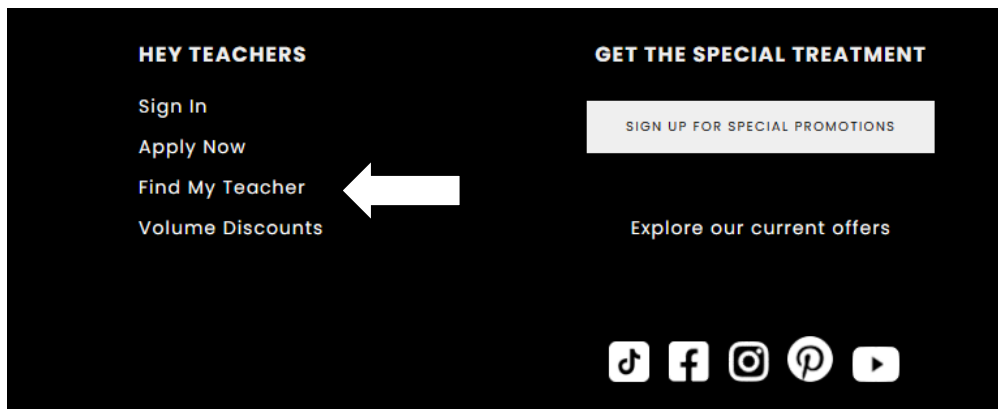 HEY TEACHERS
Sign In
Apply Now
Find My Teacher
Volume Discounts
GET THE SPECIAL TREATMENT
SIGN UP FOR SPECIAL PROMOTIONS
Explore our current offers